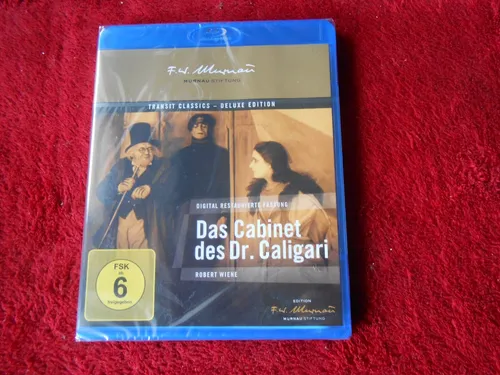 F.W. Murnau
MURNAU STIFTUNG
TRANSIT CLASSICS – DELUXE EDITION
DIGITAL RESTAURIERTE FASSUNG
Das Cabinet
des Dr. Caligari
ROBERT WIENE
FSK
ab
6
freigegeben
EDITION
F.W. Murnau
MURNAU STIFTUNG